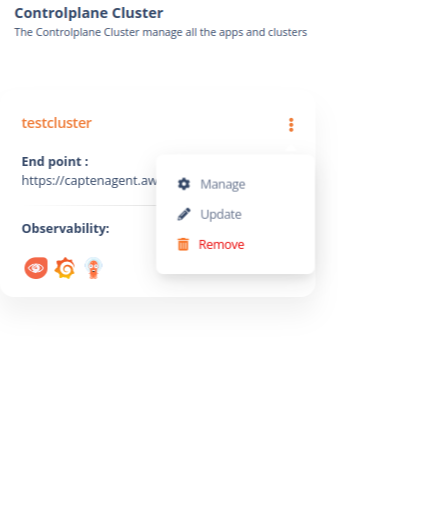 Controlplane Cluster
The Controlplane Cluster manage all the apps and clusters
testcluster
End point :
https://captenagent.aw
Manage
Update
Observability:
Remove